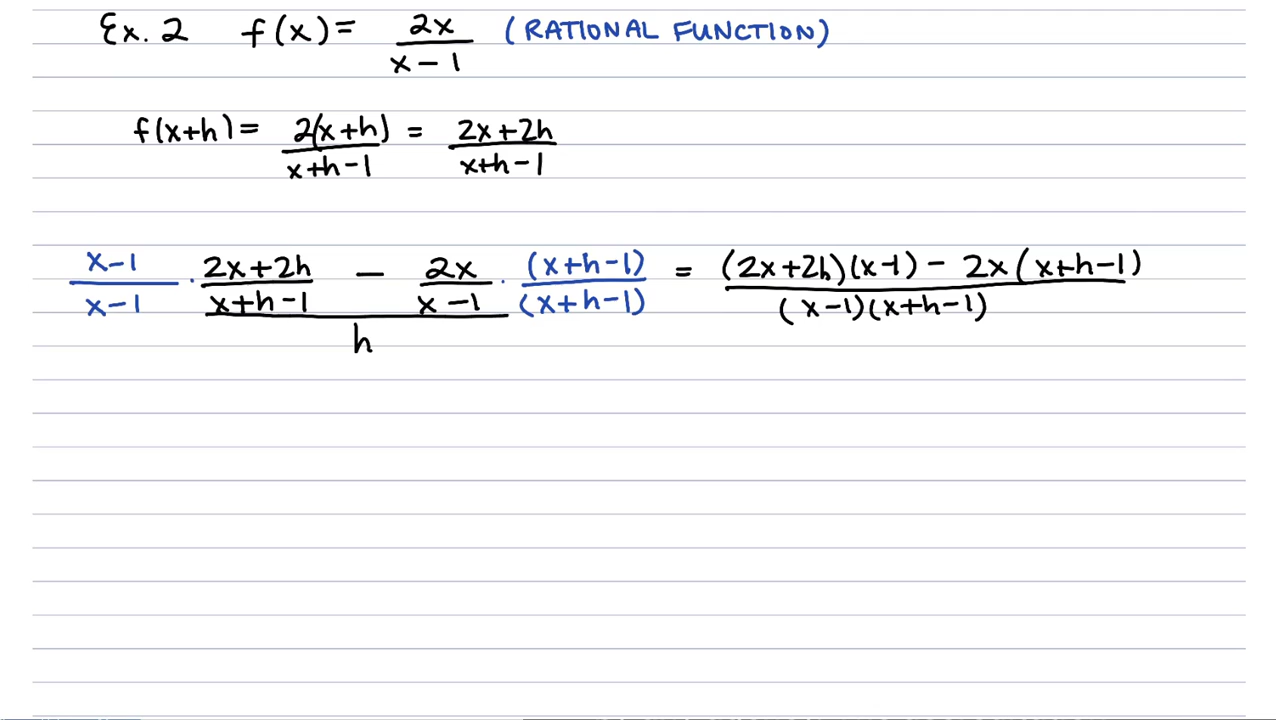 Ex. 2 f(x) = 2x / x - 1 (RATIONAL FUNCTION)
f(x+h) = 2(x+h) / x+h-1 = 2x+2h / x+h-1
x-1 / x-1 · 2x+2h / x+h-1 - 2x / x-1 · (x+h-1) / (x+h-1) = (2x+2h)(x-1) - 2x(x+h-1) / (x-1)(x+h-1)
h